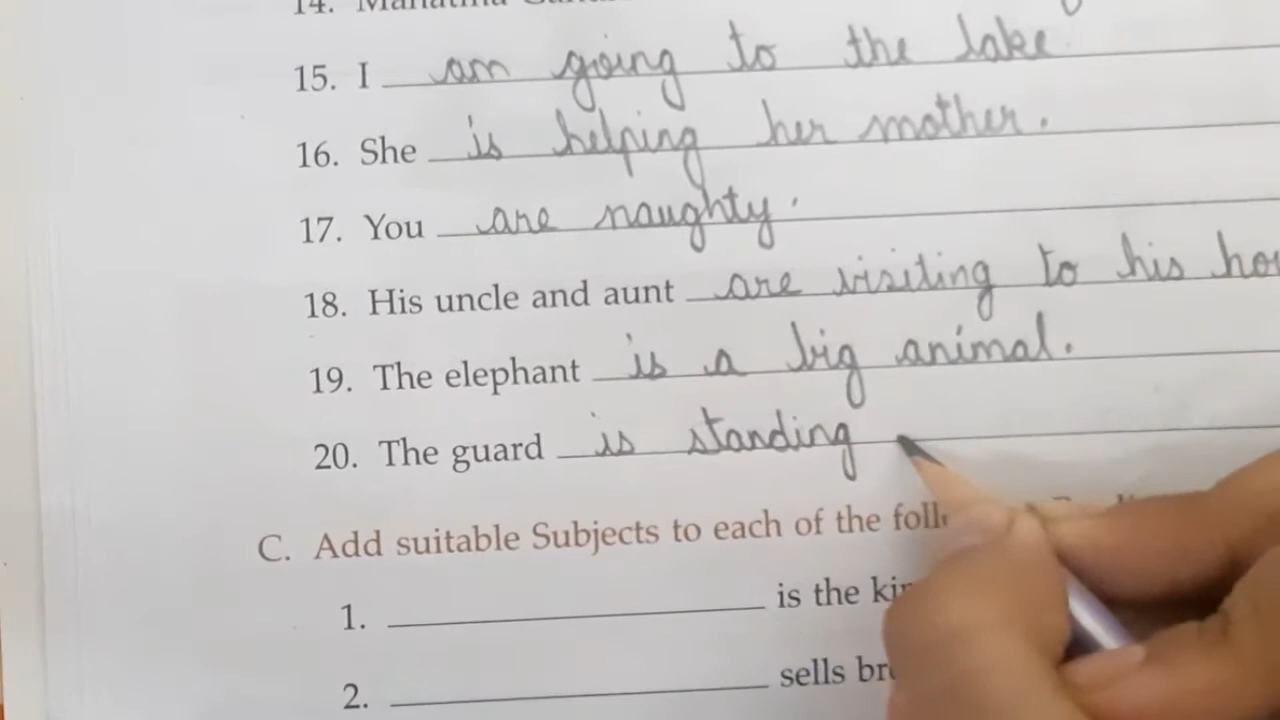 14. Mahatma
15. I am going to the lake
16. She is helping her mother.
17. You are naughty.
18. His uncle and aunt are visiting to his
19. The elephant is a big animal.
20. The guard is standing
C. Add suitable Subjects to each of the
1. is the
2. sells